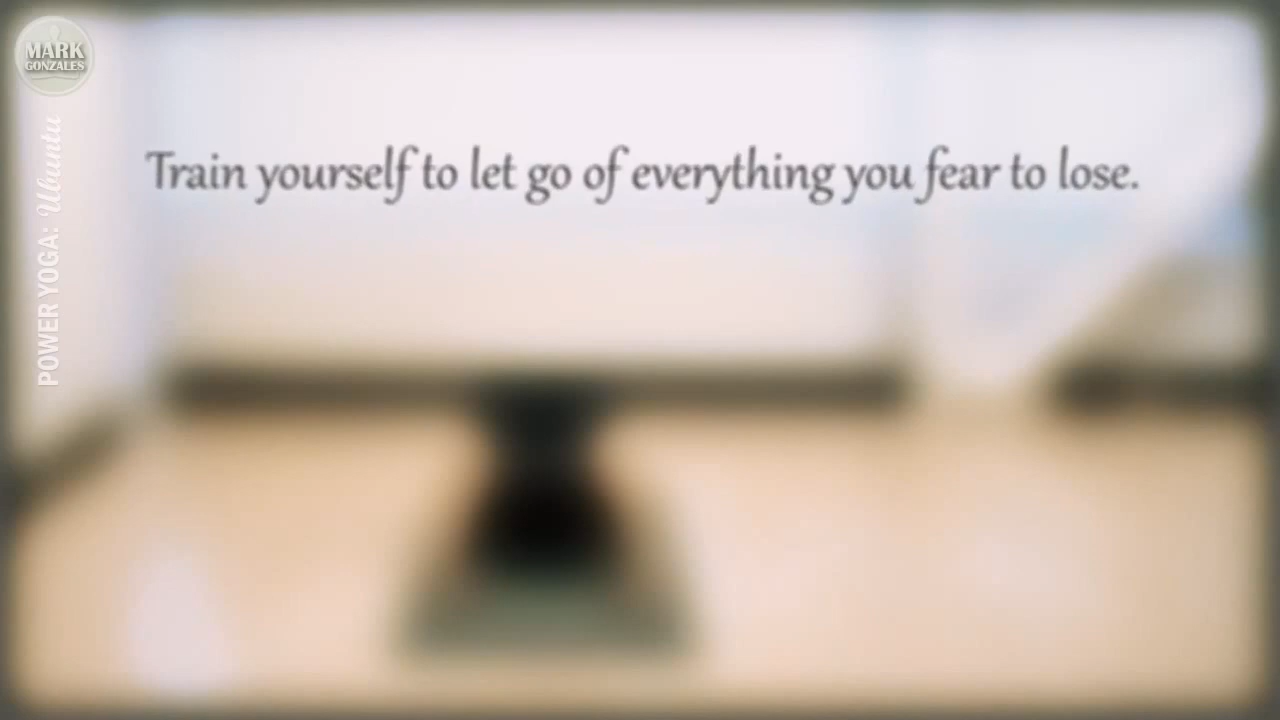 MARK
GONZALES
POWER YOGA: Ubuntu
Train yourself to let go of everything you fear to lose.